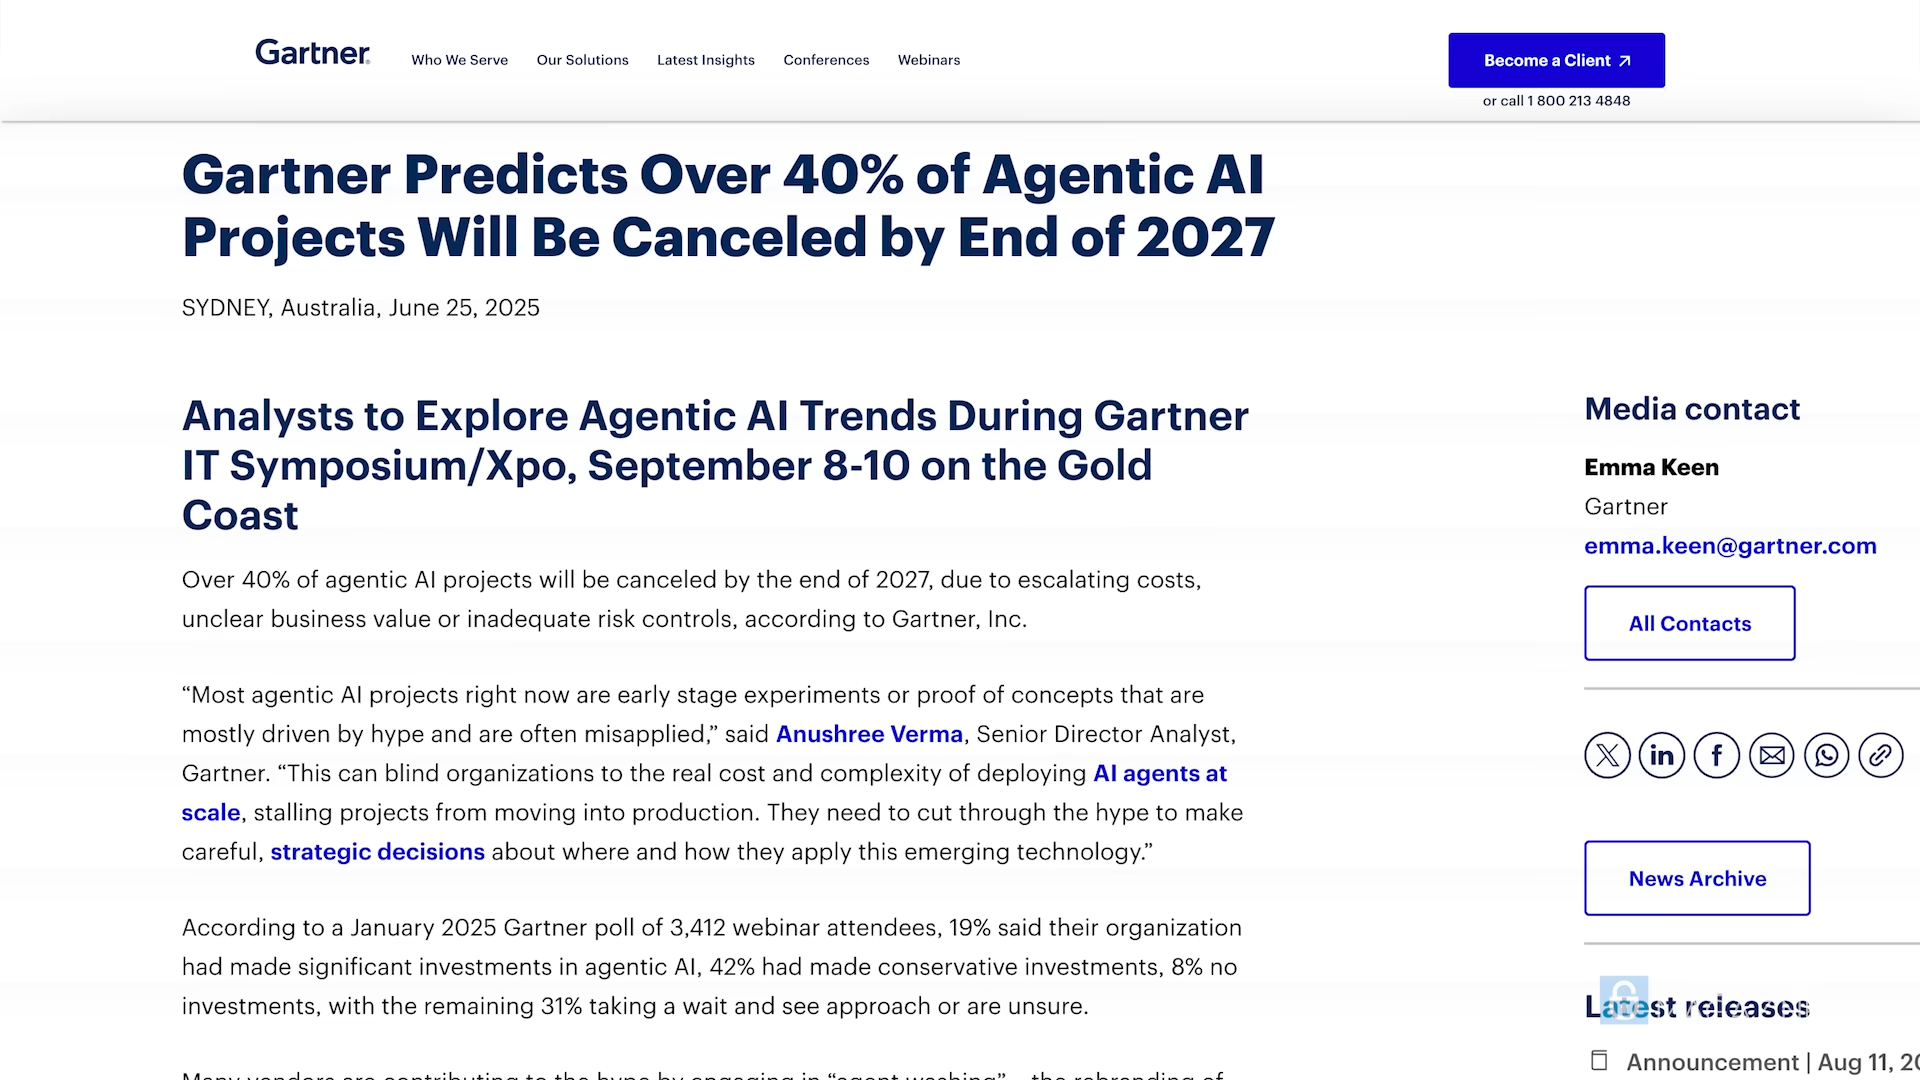 Gartner
Who We Serve
Our Solutions
Latest Insights
Conferences
Webinars
Become a Client
or call 1 800 213 4848
Gartner Predicts Over 40% of Agentic AI
Projects Will Be Canceled by End of 2027
SYDNEY, Australia, June 25, 2025
Analysts to Explore Agentic AI Trends During Gartner
IT Symposium/Xpo, September 8-10 on the Gold
Coast
Over 40% of agentic AI projects will be canceled by the end of 2027, due to escalating costs,
unclear business value or inadequate risk controls, according to Gartner, Inc.
“Most agentic AI projects right now are early stage experiments or proof of concepts that are
mostly driven by hype and are often misapplied,” said Anushree Verma, Senior Director Analyst,
Gartner. “This can blind organizations to the real cost and complexity of deploying AI agents at
scale, stalling projects from moving into production. They need to cut through the hype to make
careful, strategic decisions about where and how they apply this emerging technology.”
According to a January 2025 Gartner poll of 3,412 webinar attendees, 19% said their organization
had made significant investments in agentic AI, 42% had made conservative investments, 8% no
investments, with the remaining 31% taking a wait and see approach or are unsure.
Many vendors are contributing to the hype by engaging in “agent washing” – the rebranding of
Media contact
Emma Keen
Gartner
emma.keen@gartner.com
All Contacts
News Archive
Latest releases
Announcement | Aug 11,